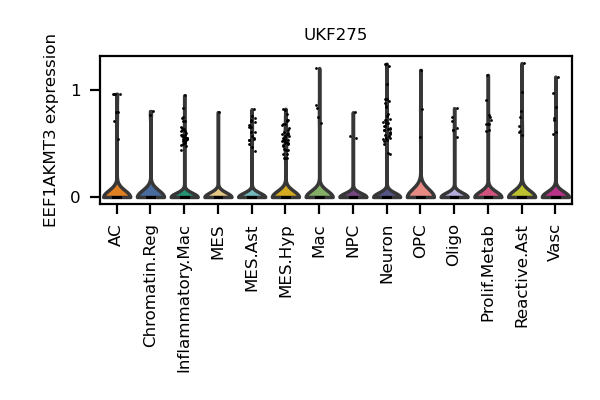 UKF275
EEF1AKMT3 expression
1
0
AC
Chromatin.Reg
Inflammatory.Mac
MES
MES.Ast
MES.Hyp
Mac
NPC
Neuron
OPC
Oligo
Prolif.Metab
Reactive.Ast
Vasc